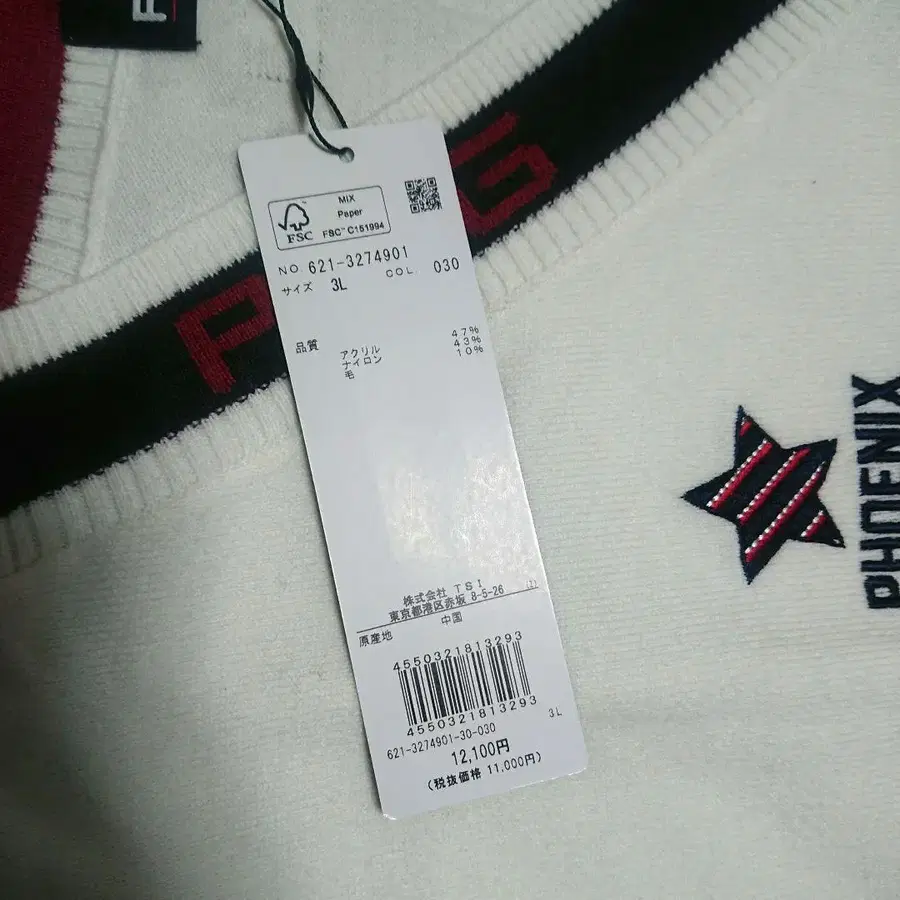 F
P G
MIX
Paper
FSC™ C151994
FSC
NO. 621-3274901
サイズ 3L COL. 030
品質
アクリル 47%
ナイロン 43%
毛 10%
株式会社 TSI
東京都港区赤坂 8-5-26 (I)
原産地 中国
4550321813293
4550321813293
621-3274901-30-030 3L
12,100円
(税抜価格 11,000円)
PHOENIX